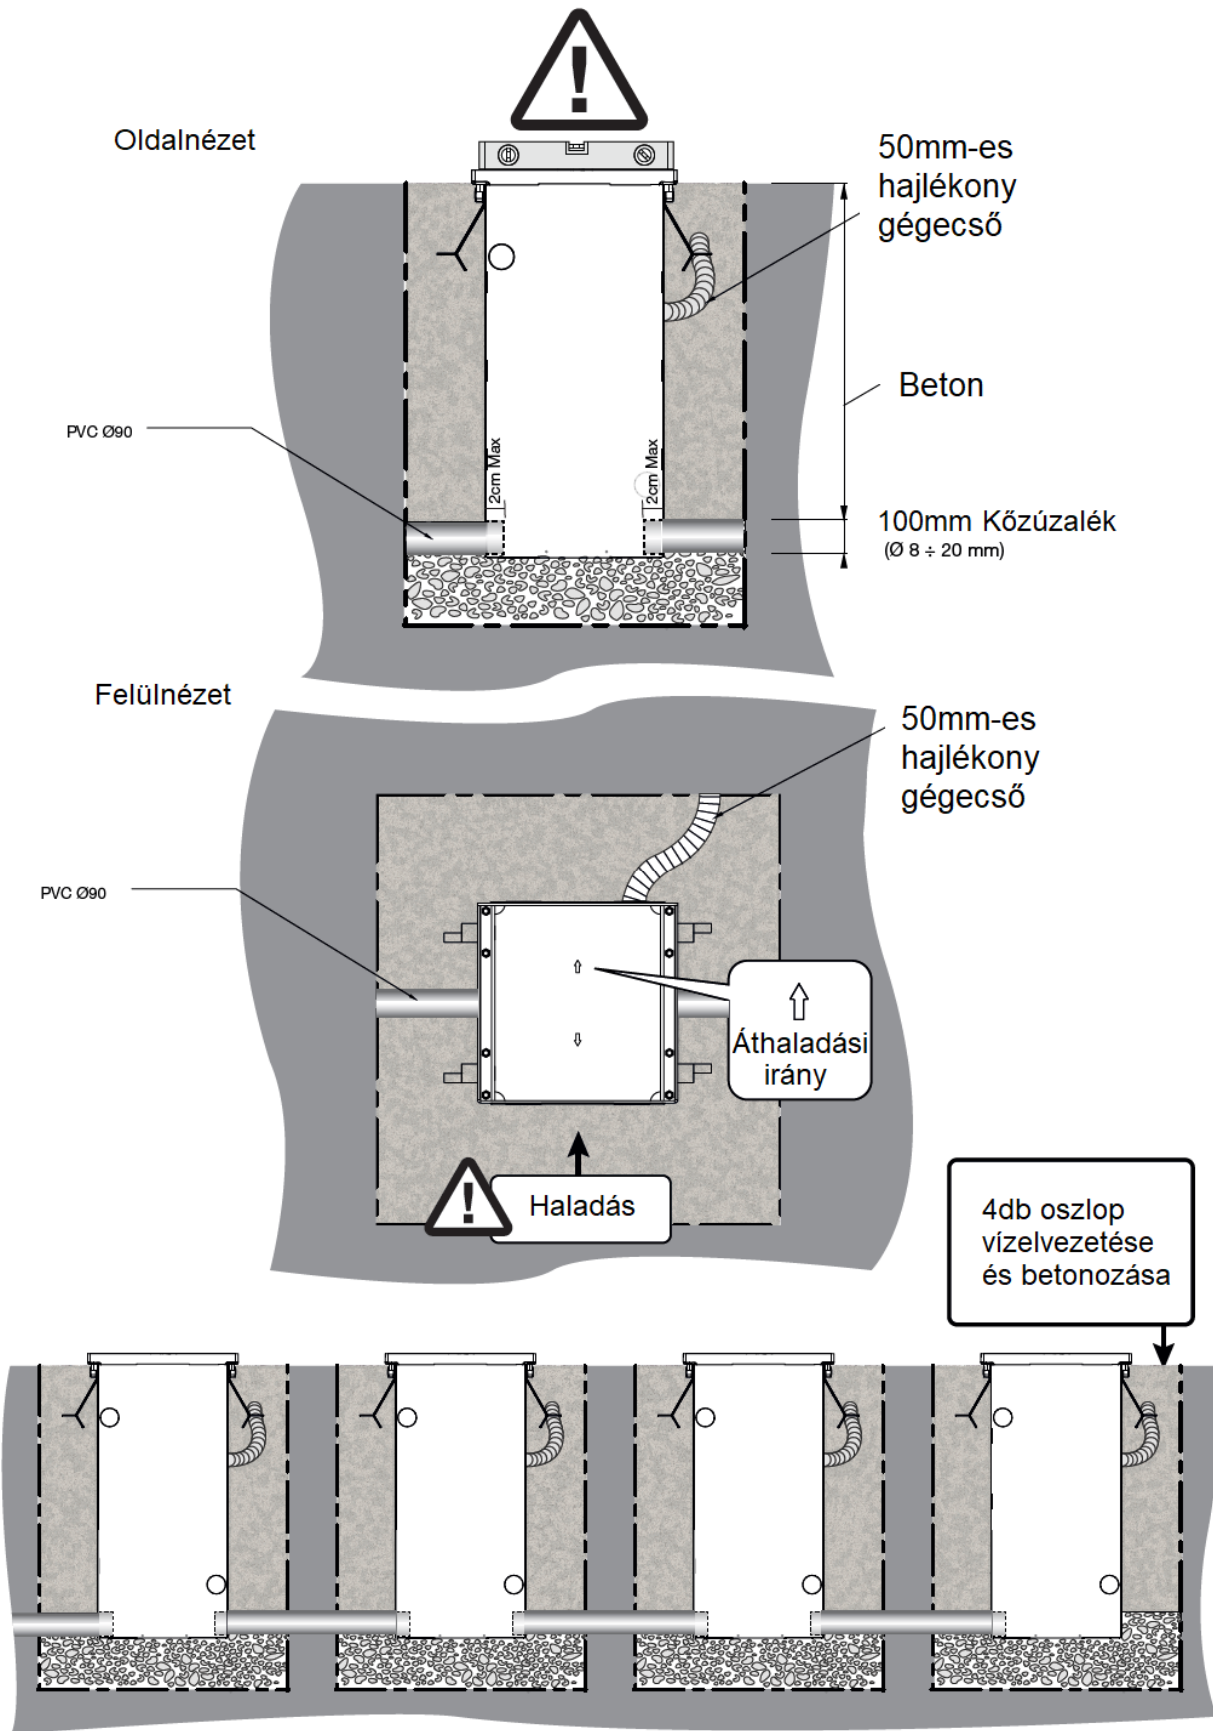 Oldalnézet
50mm-es
hajlékony
gégecső
Beton
PVC Ø90
2cm Max
2cm Max
100mm Kőzúzalék
(Ø 8 ÷ 20 mm)
Felülnézet
50mm-es
hajlékony
gégecső
PVC Ø90
Áthaladási
irány
Haladás
4db oszlop
vízelvezetése
és betonozása